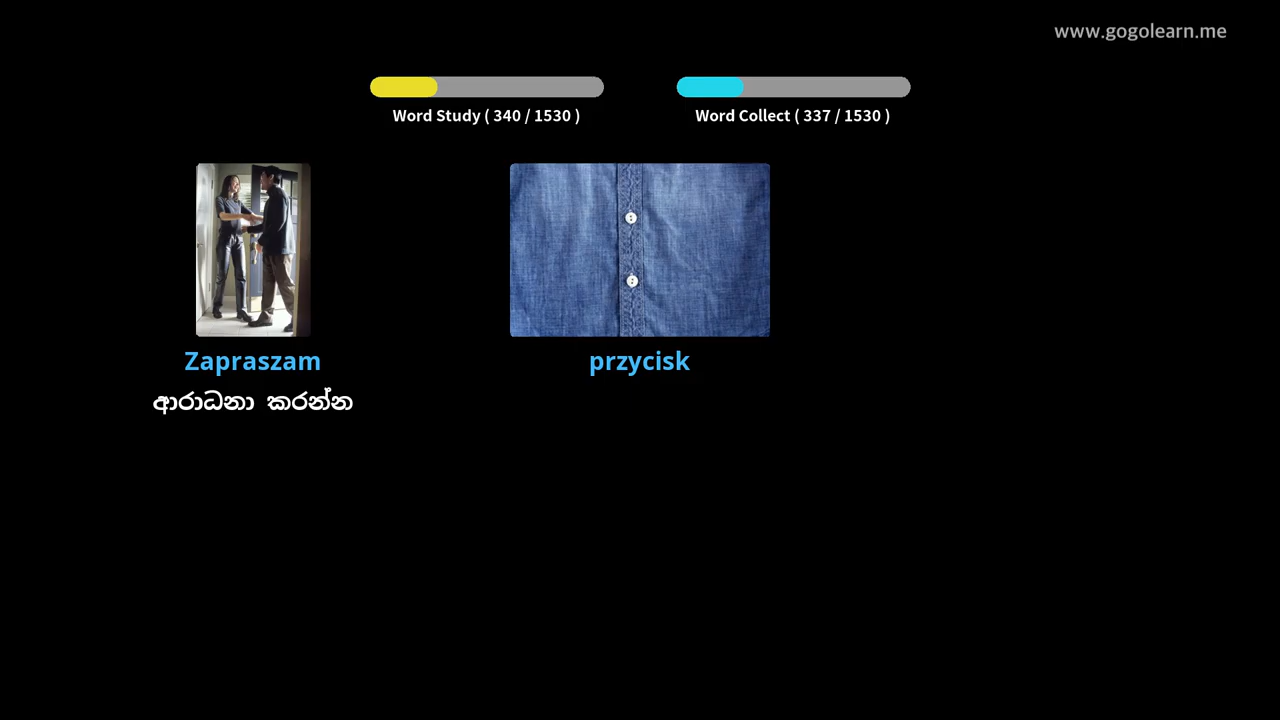 www.gogolearn.me
Word Study ( 340 / 1530 )
Word Collect ( 337 / 1530 )
Zapraszam
ආරාධනා කරන්න
przycisk